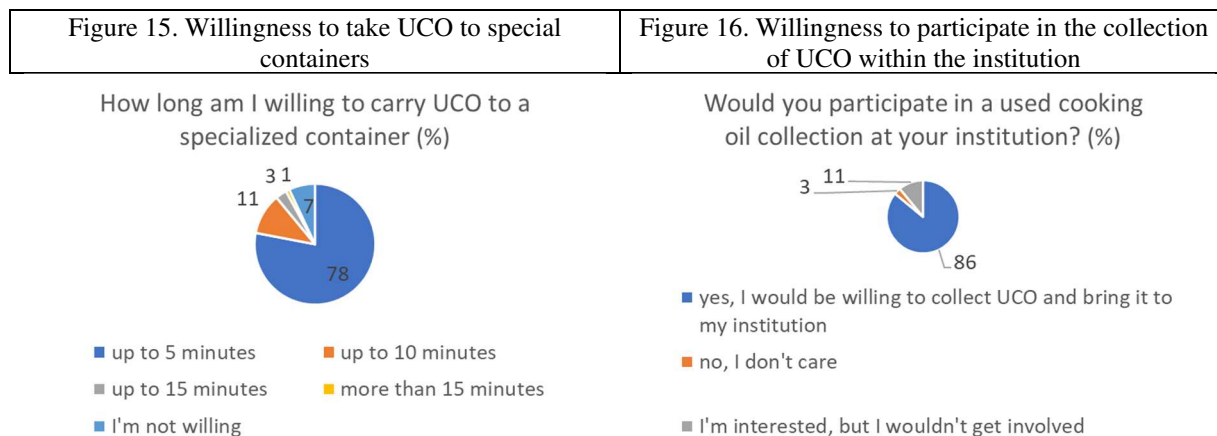 Figure 15. Willingness to take UCO to special
containers
Figure 16. Willingness to participate in the collection
of UCO within the institution
How long am I willing to carry UCO to a
specialized container (%)
3 1
11
7
78
up to 5 minutes
up to 10 minutes
up to 15 minutes
more than 15 minutes
I'm not willing
Would you participate in a used cooking
oil collection at your institution? (%)
11
3
86
yes, I would be willing to collect UCO and bring it to
my institution
no, I don't care
I'm interested, but I wouldn't get involved